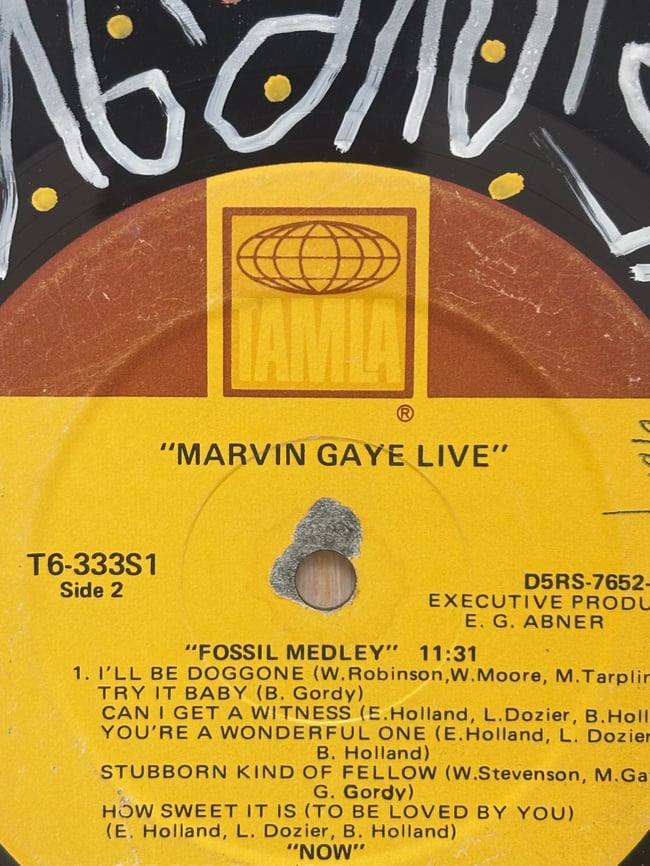 TAMLA
®
"MARVIN GAYE LIVE"
T6-333S1
Side 2
D5RS-7652-
EXECUTIVE PRODU
E. G. ABNER
"FOSSIL MEDLEY" 11:31
1. I'LL BE DOGGONE (W.Robinson,W.Moore, M.Tarplin
TRY IT BABY (B. Gordy)
CAN I GET A WITNESS (E.Holland, L.Dozier, B.Holl
YOU'RE A WONDERFUL ONE (E.Holland, L. Dozier
B. Holland)
STUBBORN KIND OF FELLOW (W.Stevenson, M.Ga
G. Gordy)
HOW SWEET IT IS (TO BE LOVED BY YOU)
(E. Holland, L. Dozier, B. Holland)
"NOW"